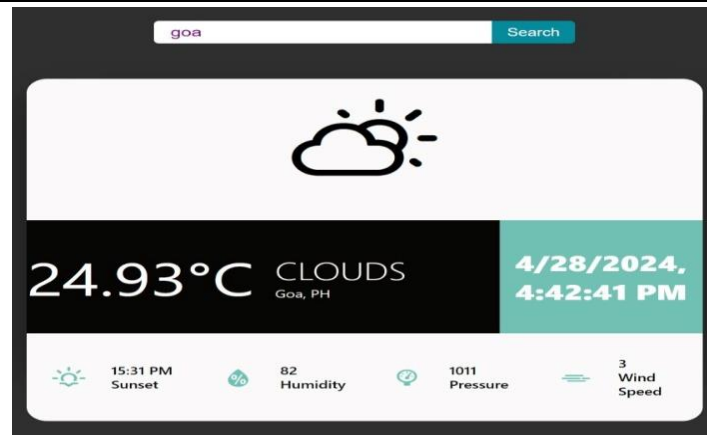 goa
Search
24.93°C
CLOUDS
Goa, PH
4/28/2024,
4:42:41 PM
15:31 PM
Sunset
%
82
Humidity
1011
Pressure
3
Wind
Speed